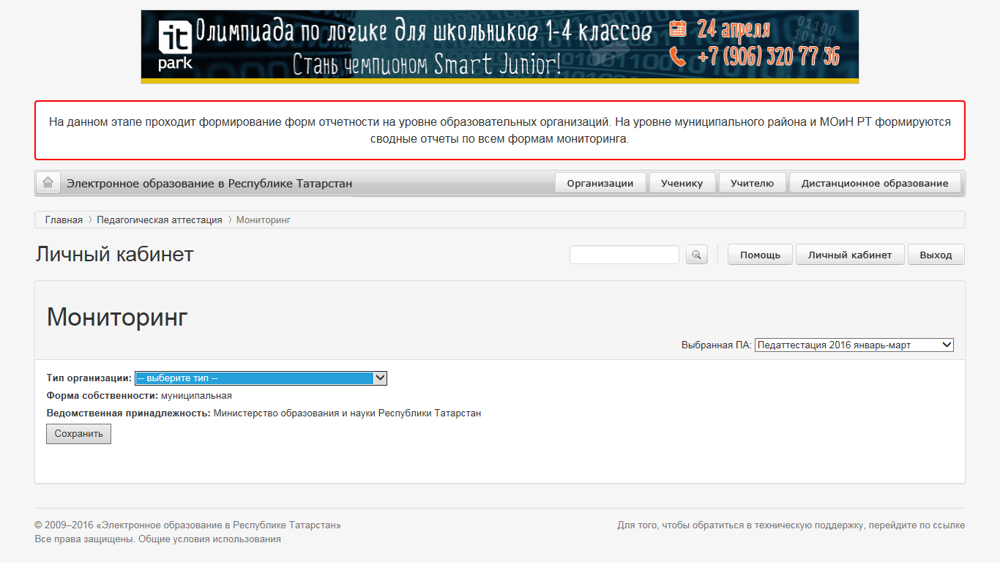 it park
Олимпиада по логике для школьников 1-4 классов
Стань чемпионом Smart Junior!
24 апреля
+7 (906) 320 77 36
На данном этапе проходит формирование форм отчетности на уровне образовательных организаций. На уровне муниципального района и МОиН РТ формируются
сводные отчеты по всем формам мониторинга.
Электронное образование в Республике Татарстан
Организации
Ученику
Учителю
Дистанционное образование
Главная 〉 Педагогическая аттестация 〉 Мониторинг
Личный кабинет
Помощь
Личный кабинет
Выход
Мониторинг
Выбранная ПА: Педаттестация 2016 январь-март
Тип организации: -- выберите тип --
Форма собственности: муниципальная
Ведомственная принадлежность: Министерство образования и науки Республики Татарстан
Сохранить
© 2009–2016 «Электронное образование в Республике Татарстан»
Все права защищены. Общие условия использования
Для того, чтобы обратиться в техническую поддержку, перейдите по ссылке